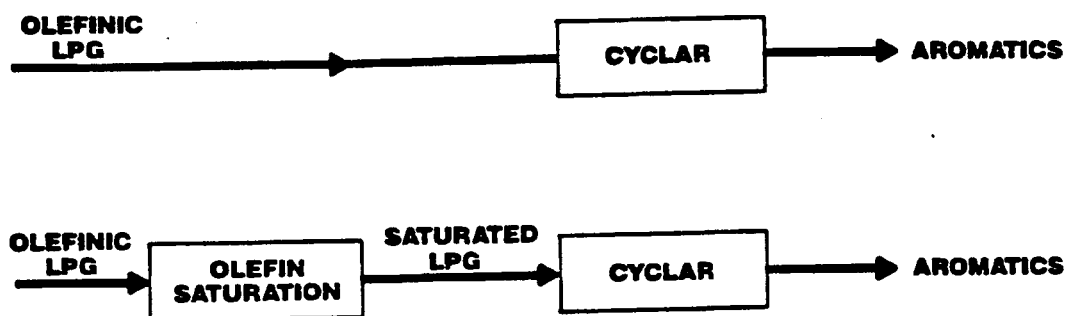 OLEFINIC
LPG
CYCLAR
AROMATICS
OLEFINIC
LPG
OLEFIN
SATURATION
SATURATED
LPG
CYCLAR
AROMATICS